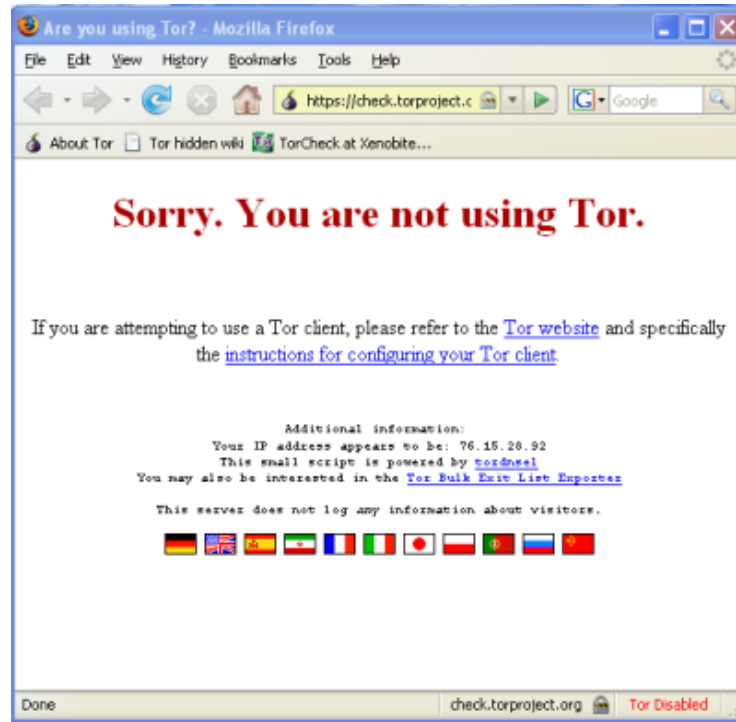 Are you using Tor? - Mozilla Firefox
File Edit View History Bookmarks Tools Help
https://check.torproject.c G Google
About Tor Tor hidden wiki TorCheck at Xenobite...
Sorry. You are not using Tor.
If you are attempting to use a Tor client, please refer to the Tor website and specifically
the instructions for configuring your Tor client.
Additional information:
Your IP address appears to be: 76.15.28.92
This small script is powered by tordnsel
You may also be interested in the Tor Bulk Exit List Exporter
This server does not log any information about visitors.
Done check.torproject.org Tor Disabled